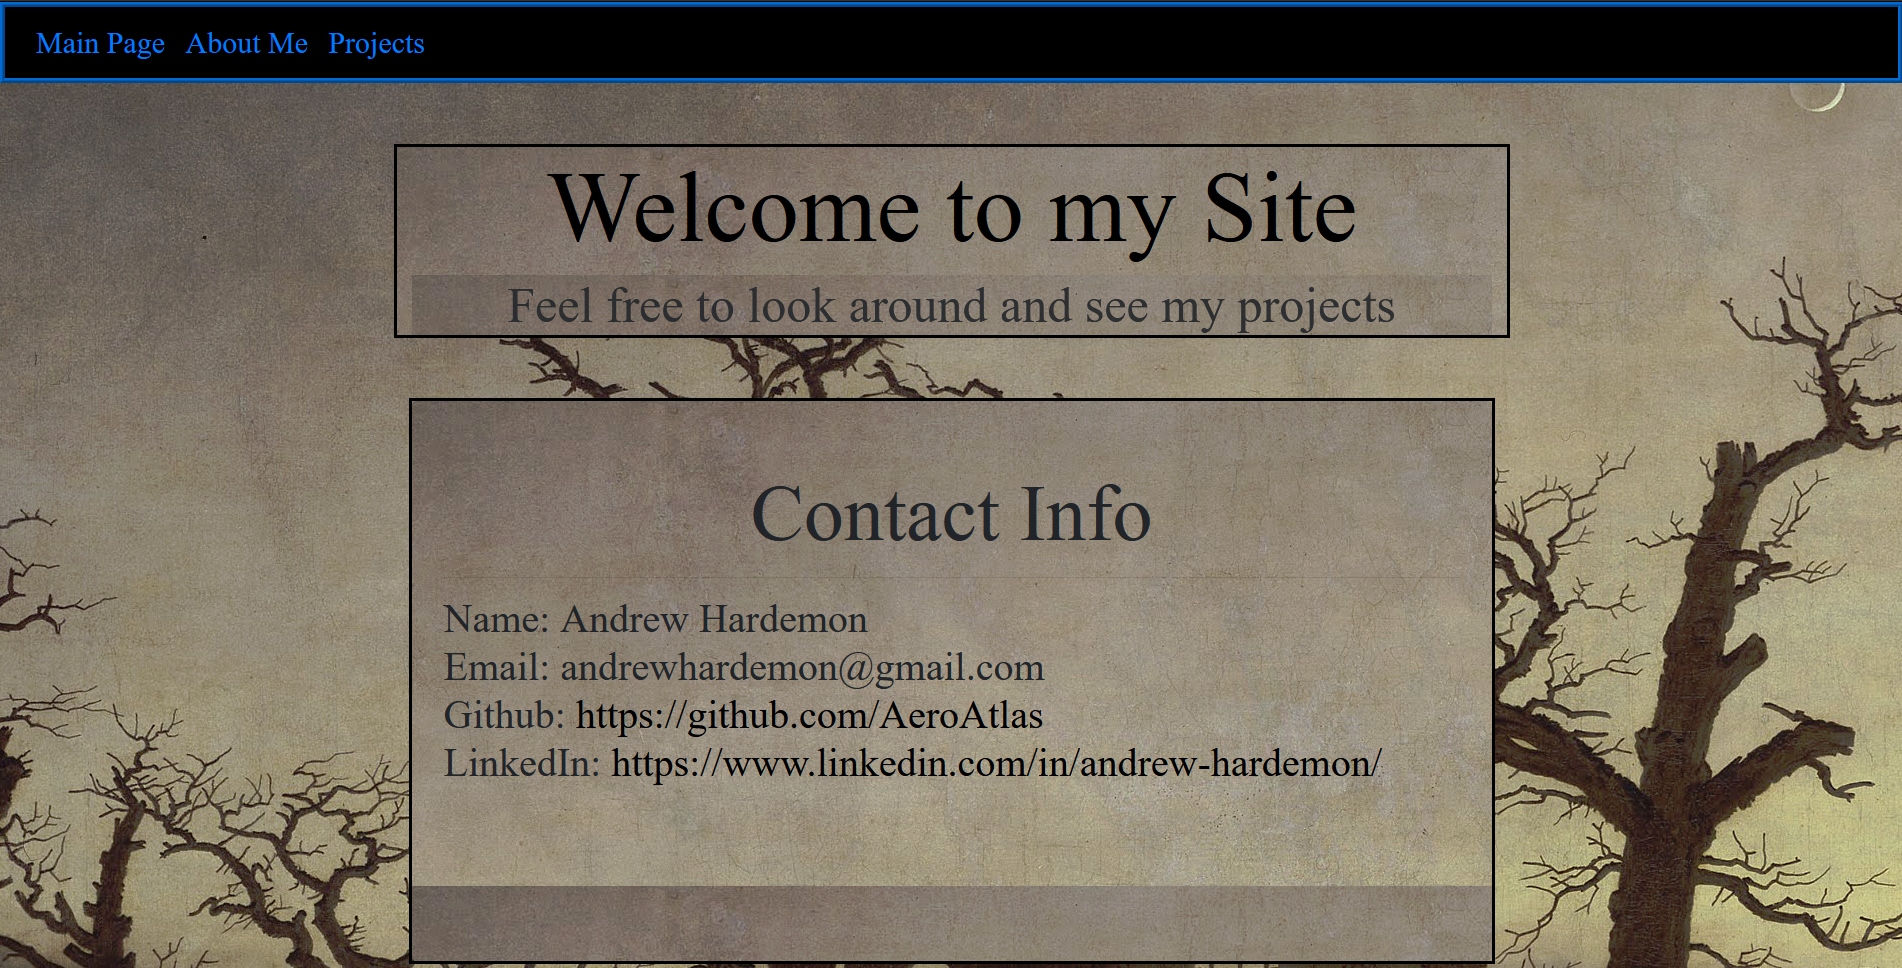 Main Page About Me Projects
Welcome to my Site
Feel free to look around and see my projects
Contact Info
Name: Andrew Hardemon
Email: andrewhardemon@gmail.com
Github: https://github.com/AeroAtlas
LinkedIn: https://www.linkedin.com/in/andrew-hardemon/